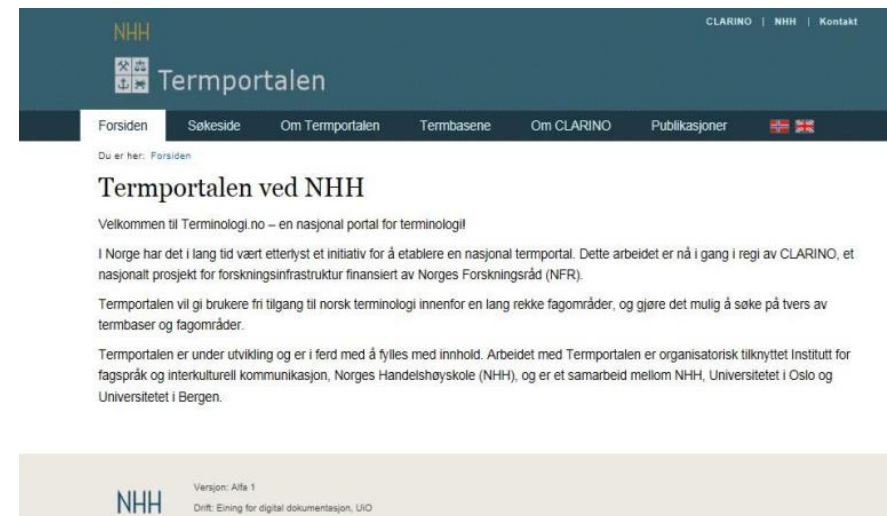 CLARINO | NHH | Kontakt
NHH
Termportalen
Forsiden Søkeside Om Termportalen Termbasene Om CLARINO Publikasjoner
Du er her: Forsiden
Termportalen ved NHH
Velkommen til Terminologi.no – en nasjonal portal for terminologi!
I Norge har det i lang tid vært etterlyst et initiativ for å etablere en nasjonal termportal. Dette arbeidet er nå i gang i regi av CLARINO, et
nasjonalt prosjekt for forskningsinfrastruktur finansiert av Norges Forskningsråd (NFR).
Termportalen vil gi brukere fri tilgang til norsk terminologi innenfor en lang rekke fagområder, og gjøre det mulig å søke på tvers av
termbaser og fagområder.
Termportalen er under utvikling og er i ferd med å fylles med innhold. Arbeidet med Termportalen er organisatorisk tilknyttet Institutt for
fagspråk og interkulturell kommunikasjon, Norges Handelshøyskole (NHH), og er et samarbeid mellom NHH, Universitetet i Oslo og
Universitetet i Bergen.
NHH
Versjon: Alfa 1
Drift: Eining for digital dokumentasjon, UiO